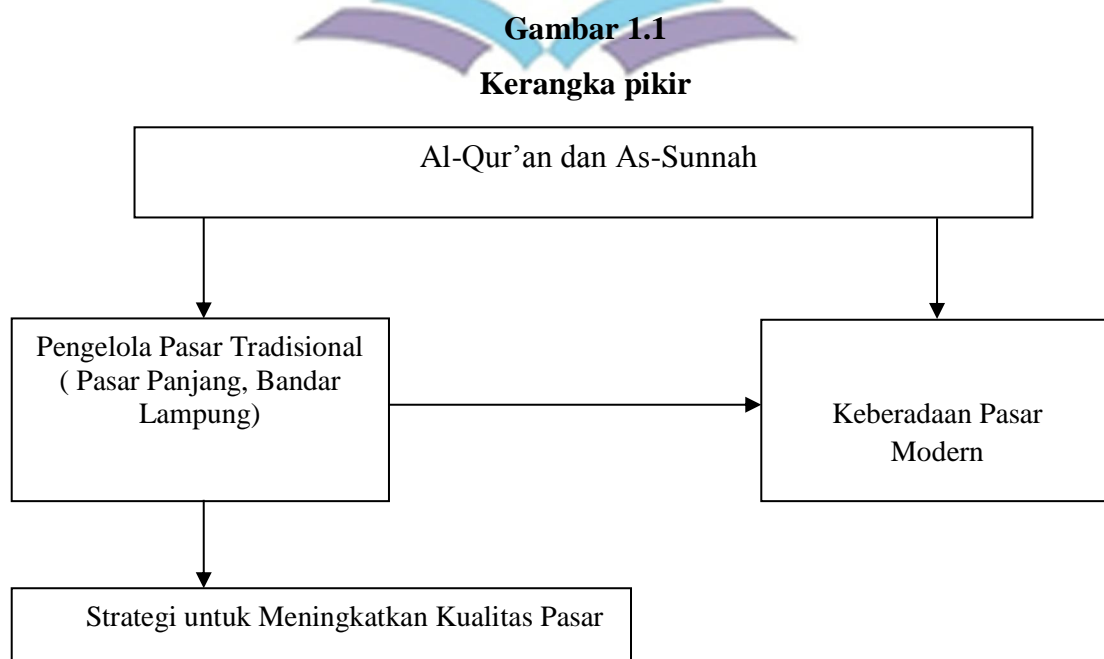 Gambar 1.1
Kerangka pikir
Al-Qur’an dan As-Sunnah
Pengelola Pasar Tradisional
( Pasar Panjang, Bandar
Lampung)
Keberadaan Pasar
Modern
Strategi untuk Meningkatkan Kualitas Pasar